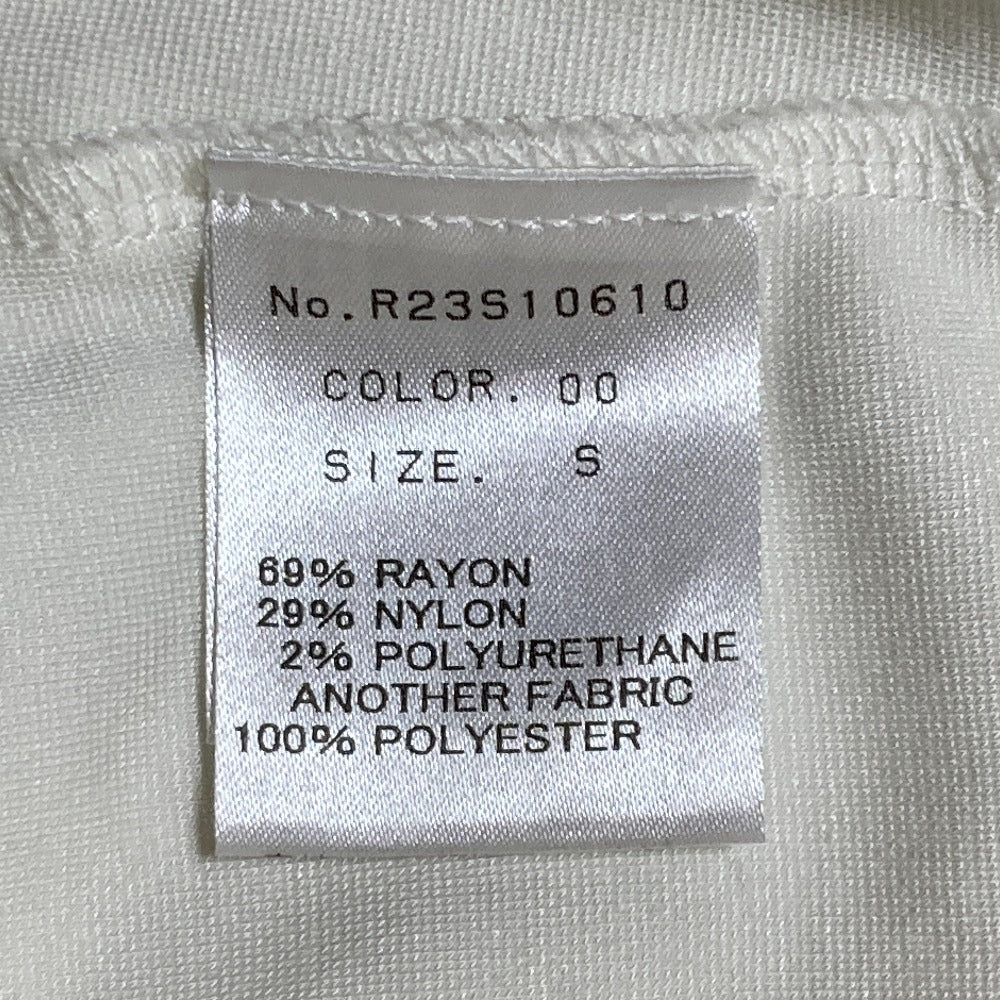 No.R23S10610
COLOR. 00
SIZE. S
69% RAYON
29% NYLON
2% POLYURETHANE
ANOTHER FABRIC
100% POLYESTER